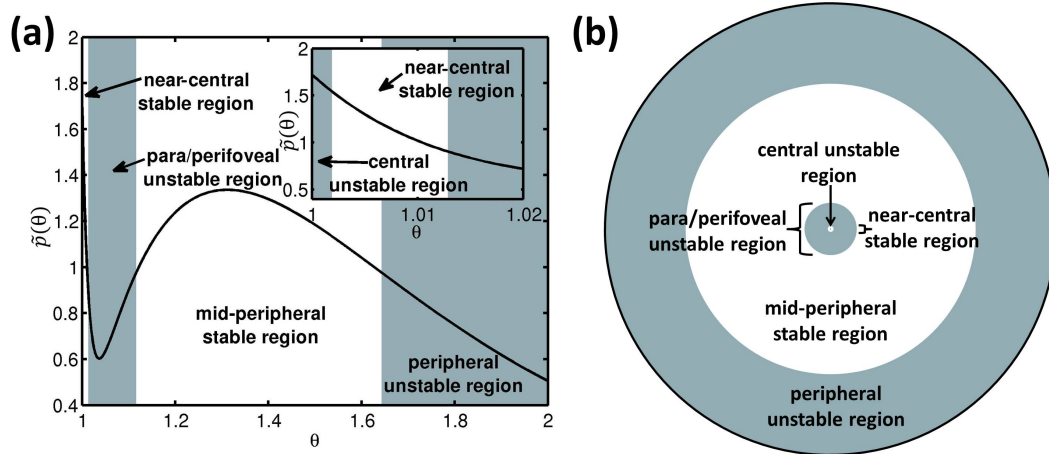 (a)
2
1.8
1.6
1.4
1.2
1
0.8
0.6
0.4
p̃(θ)
1
1.2
1.4
1.6
1.8
2
θ
near-central
stable region
para/perifoveal
unstable region
mid-peripheral
stable region
peripheral
unstable region
2
1.5
1
0.5
p̃(θ)
1
1.01
1.02
θ
near-central
stable region
central
unstable region
(b)
central unstable
region
para/perifoveal
unstable region
near-central
stable region
mid-peripheral
stable region
peripheral
unstable region